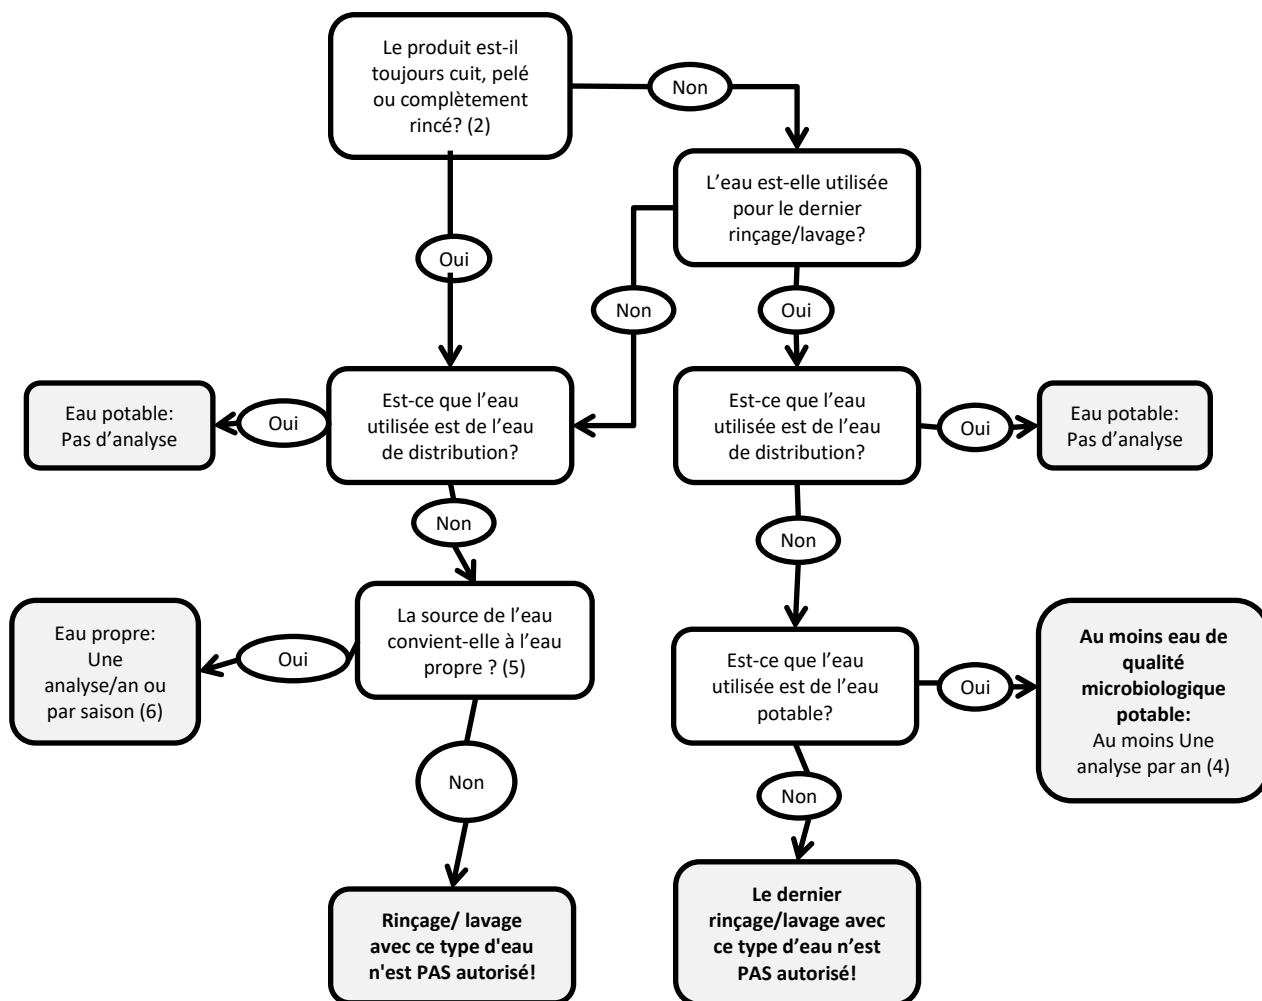 Le produit est-il
toujours cuit, pelé
ou complètement
rincé? (2)
Non
L'eau est-elle utilisée
pour le dernier
rinçage/lavage?
Oui
Non
Oui
Eau potable:
Pas d'analyse
Oui
Est-ce que l'eau
utilisée est de l'eau
de distribution?
Est-ce que l'eau
utilisée est de l'eau
de distribution?
Oui
Eau potable:
Pas d'analyse
Non
Non
Eau propre:
Une
analyse/an ou
par saison (6)
Oui
La source de l'eau
convient-elle à l'eau
propre ? (5)
Est-ce que l'eau
utilisée est de l'eau
potable?
Oui
Au moins eau de
qualité
microbiologique
potable:
Au moins Une
analyse par an (4)
Non
Non
Rinçage/ lavage
avec ce type d'eau
n'est PAS autorisé!
Le dernier
rinçage/lavage avec
ce type d'eau n'est
PAS autorisé!